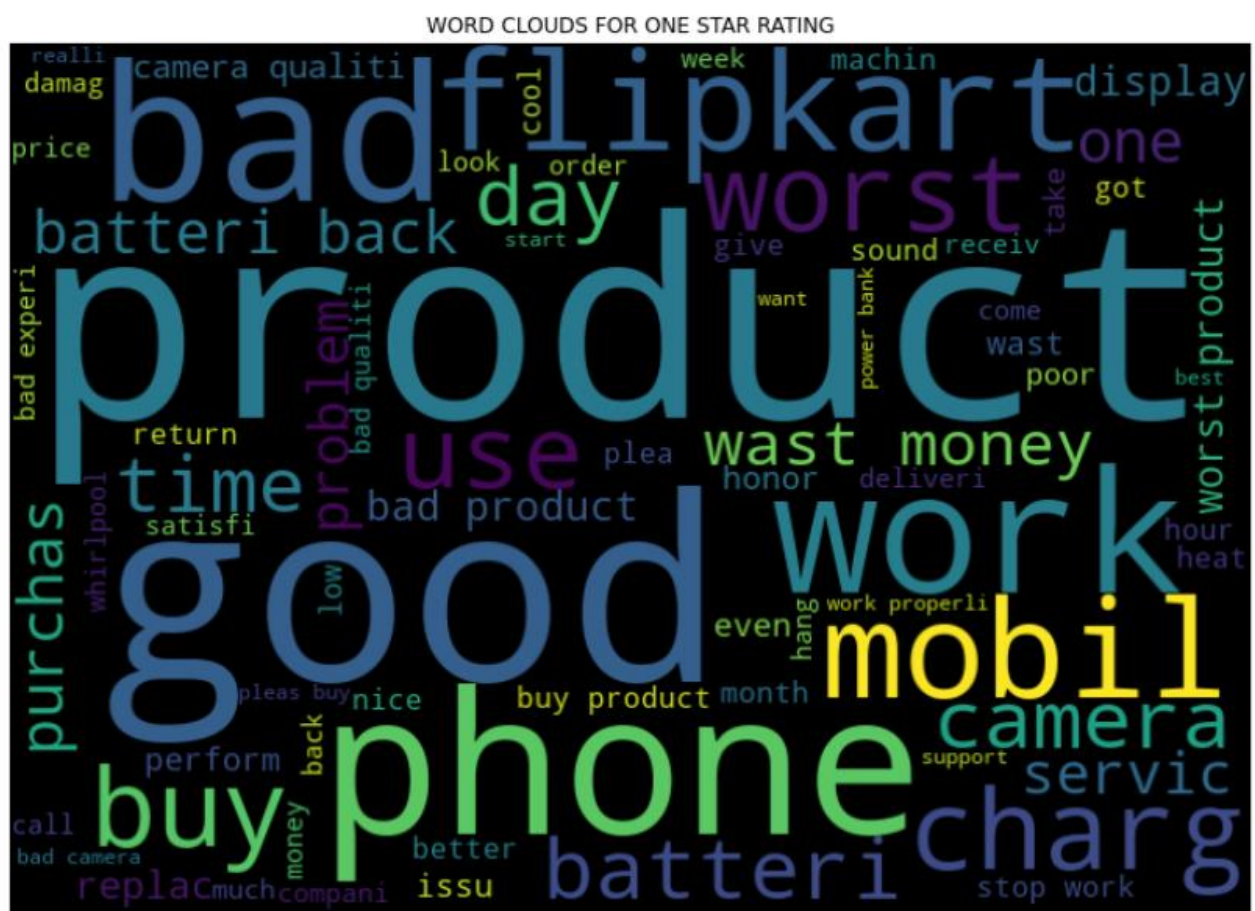 WORD CLOUDS FOR ONE STAR RATING
realli
camera qualiti
week
machin
damag
bad
flipkart
cool
display
price
look
order
one
day
worst
take
got
batteri back
start
give
sound
receiv
product
bad experi
problem
bad qualiti
want
power bank
come
wast
poor
best
worst product
return
use
plea
wast money
time
honor
deliveri
whirlpool
satisfi
bad product
work
hour
heat
purchas
good
low
even
hang
work properli
mobil
pleas buy
nice
buy product
month
camera
perform
back
phone
support
servic
buy
charg
call
money
better
batteri
bad camera
replac
much
compani
issu
stop work